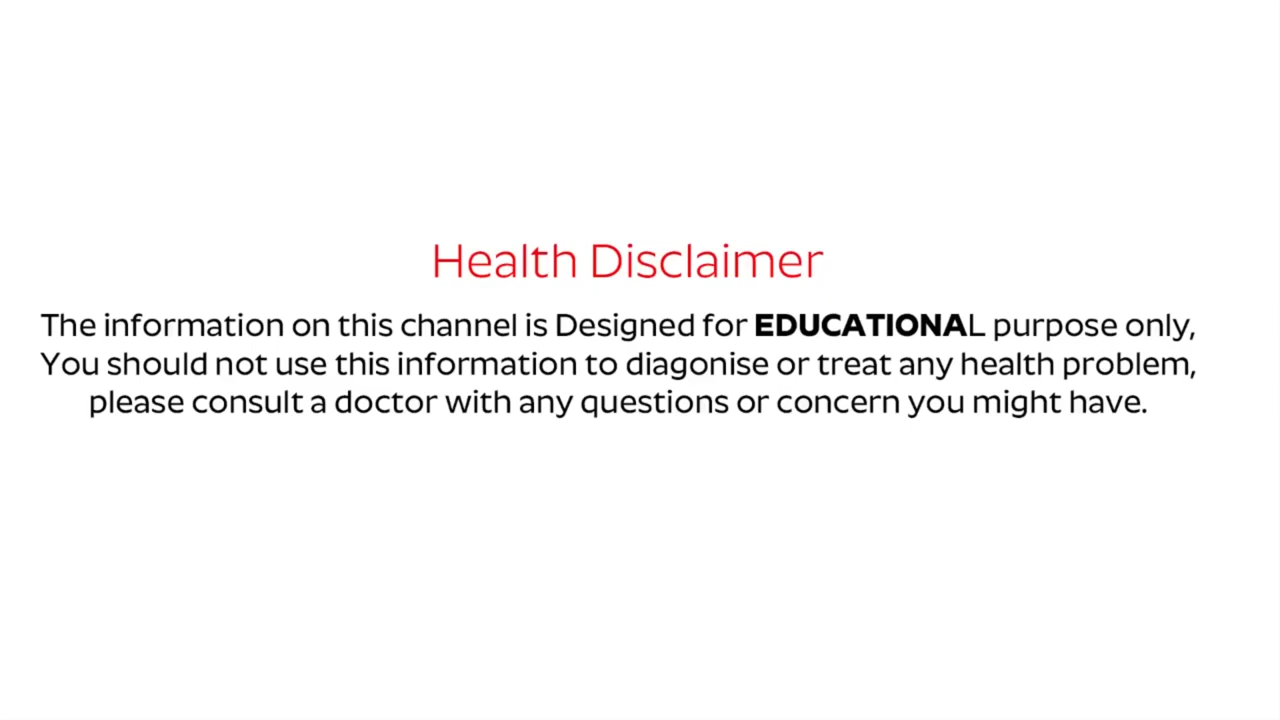 Health Disclaimer
The information on this channel is Designed for EDUCATIONAL purpose only,
You should not use this information to diagonise or treat any health problem,
please consult a doctor with any questions or concern you might have.